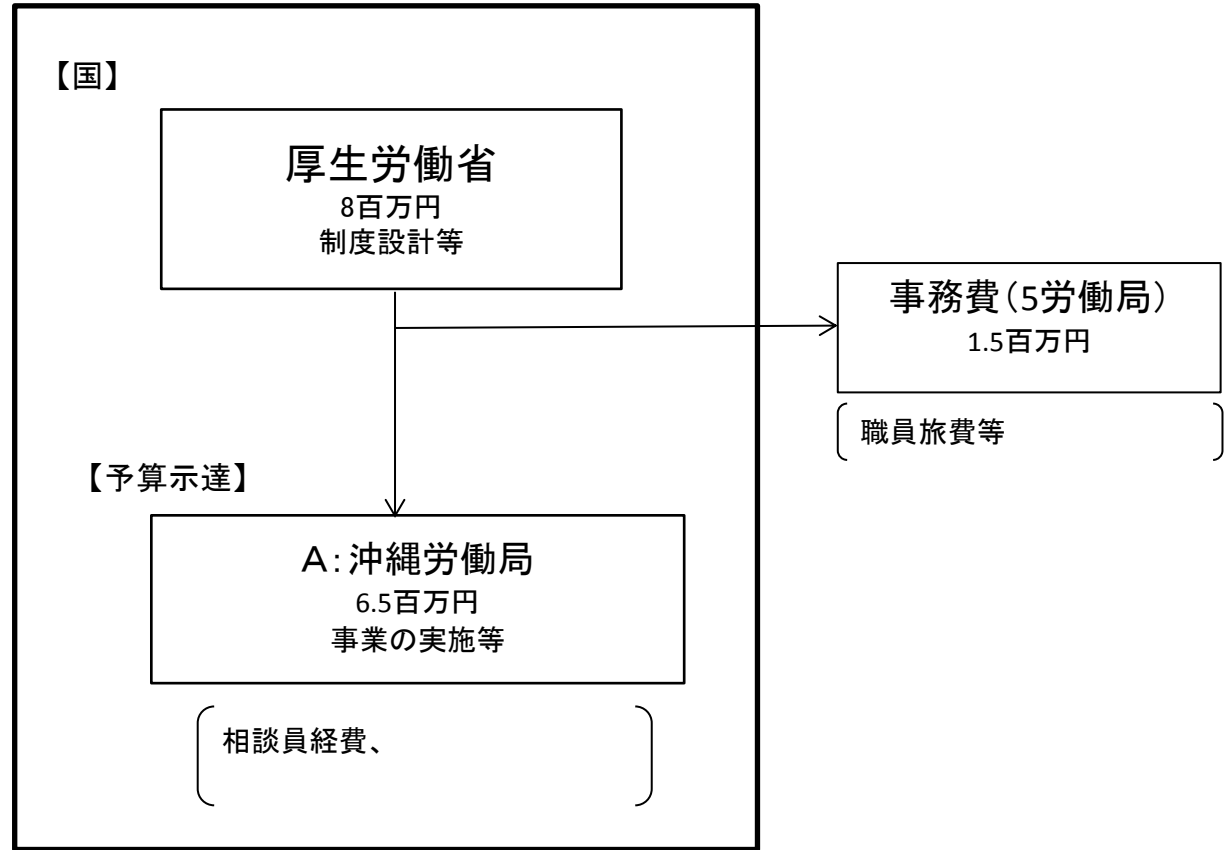 【国】
厚生労働省
8百万円
制度設計等
事務費(5労働局)
1.5百万円
職員旅費等
【予算示達】
A:沖縄労働局
6.5百万円
事業の実施等
相談員経費、